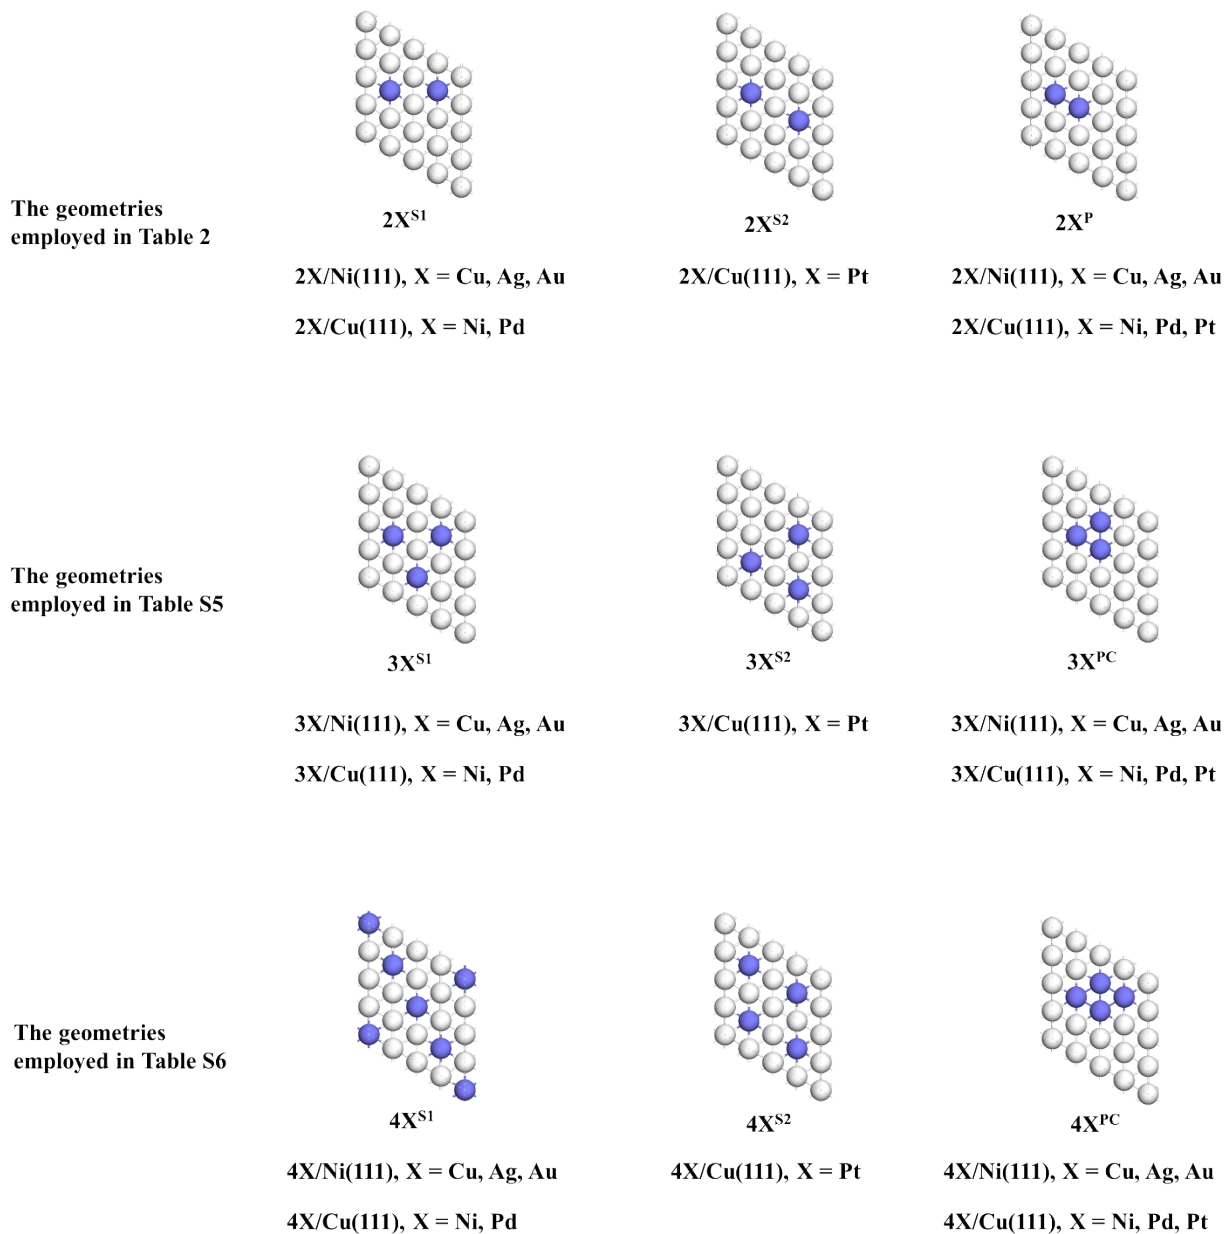 The geometries
employed in Table 2
2X^S1
2X^S2
2X^P
2X/Ni(111), X = Cu, Ag, Au
2X/Cu(111), X = Pt
2X/Ni(111), X = Cu, Ag, Au
2X/Cu(111), X = Ni, Pd
2X/Cu(111), X = Ni, Pd, Pt
The geometries
employed in Table S5
3X^S1
3X^S2
3X^PC
3X/Ni(111), X = Cu, Ag, Au
3X/Cu(111), X = Pt
3X/Ni(111), X = Cu, Ag, Au
3X/Cu(111), X = Ni, Pd
3X/Cu(111), X = Ni, Pd, Pt
The geometries
employed in Table S6
4X^S1
4X^S2
4X^PC
4X/Ni(111), X = Cu, Ag, Au
4X/Cu(111), X = Pt
4X/Ni(111), X = Cu, Ag, Au
4X/Cu(111), X = Ni, Pd
4X/Cu(111), X = Ni, Pd, Pt